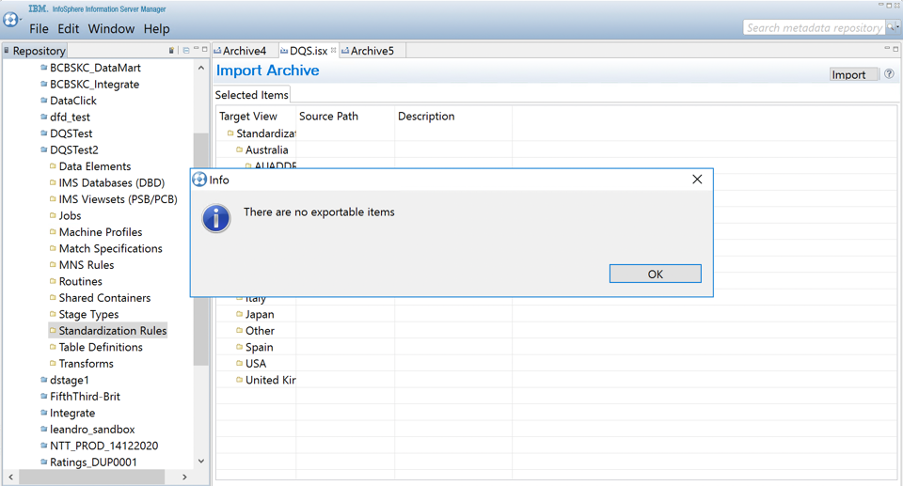 IBM. InfoSphere Information Server Manager
File Edit Window Help
Search metadata repository
Repository
Archive4 DQS.isx Archive5
BCBSKC_DataMart
BCBSKC_Integrate
DataClick
dfd_test
DQSTest
DQSTest2
Data Elements
IMS Databases (DBD)
IMS Viewsets (PSB/PCB)
Jobs
Machine Profiles
Match Specifications
MNS Rules
Routines
Shared Containers
Stage Types
Standardization Rules
Table Definitions
Transforms
dstage1
FifthThird-Brit
Integrate
leandro_sandbox
NTT_PROD_14122020
Ratings_DUP0001
Import Archive
Import
Selected Items
Target View Source Path Description
Standardizat
Australia
AUADDR
Info
There are no exportable items
OK
Italy
Japan
Other
Spain
USA
United Kin